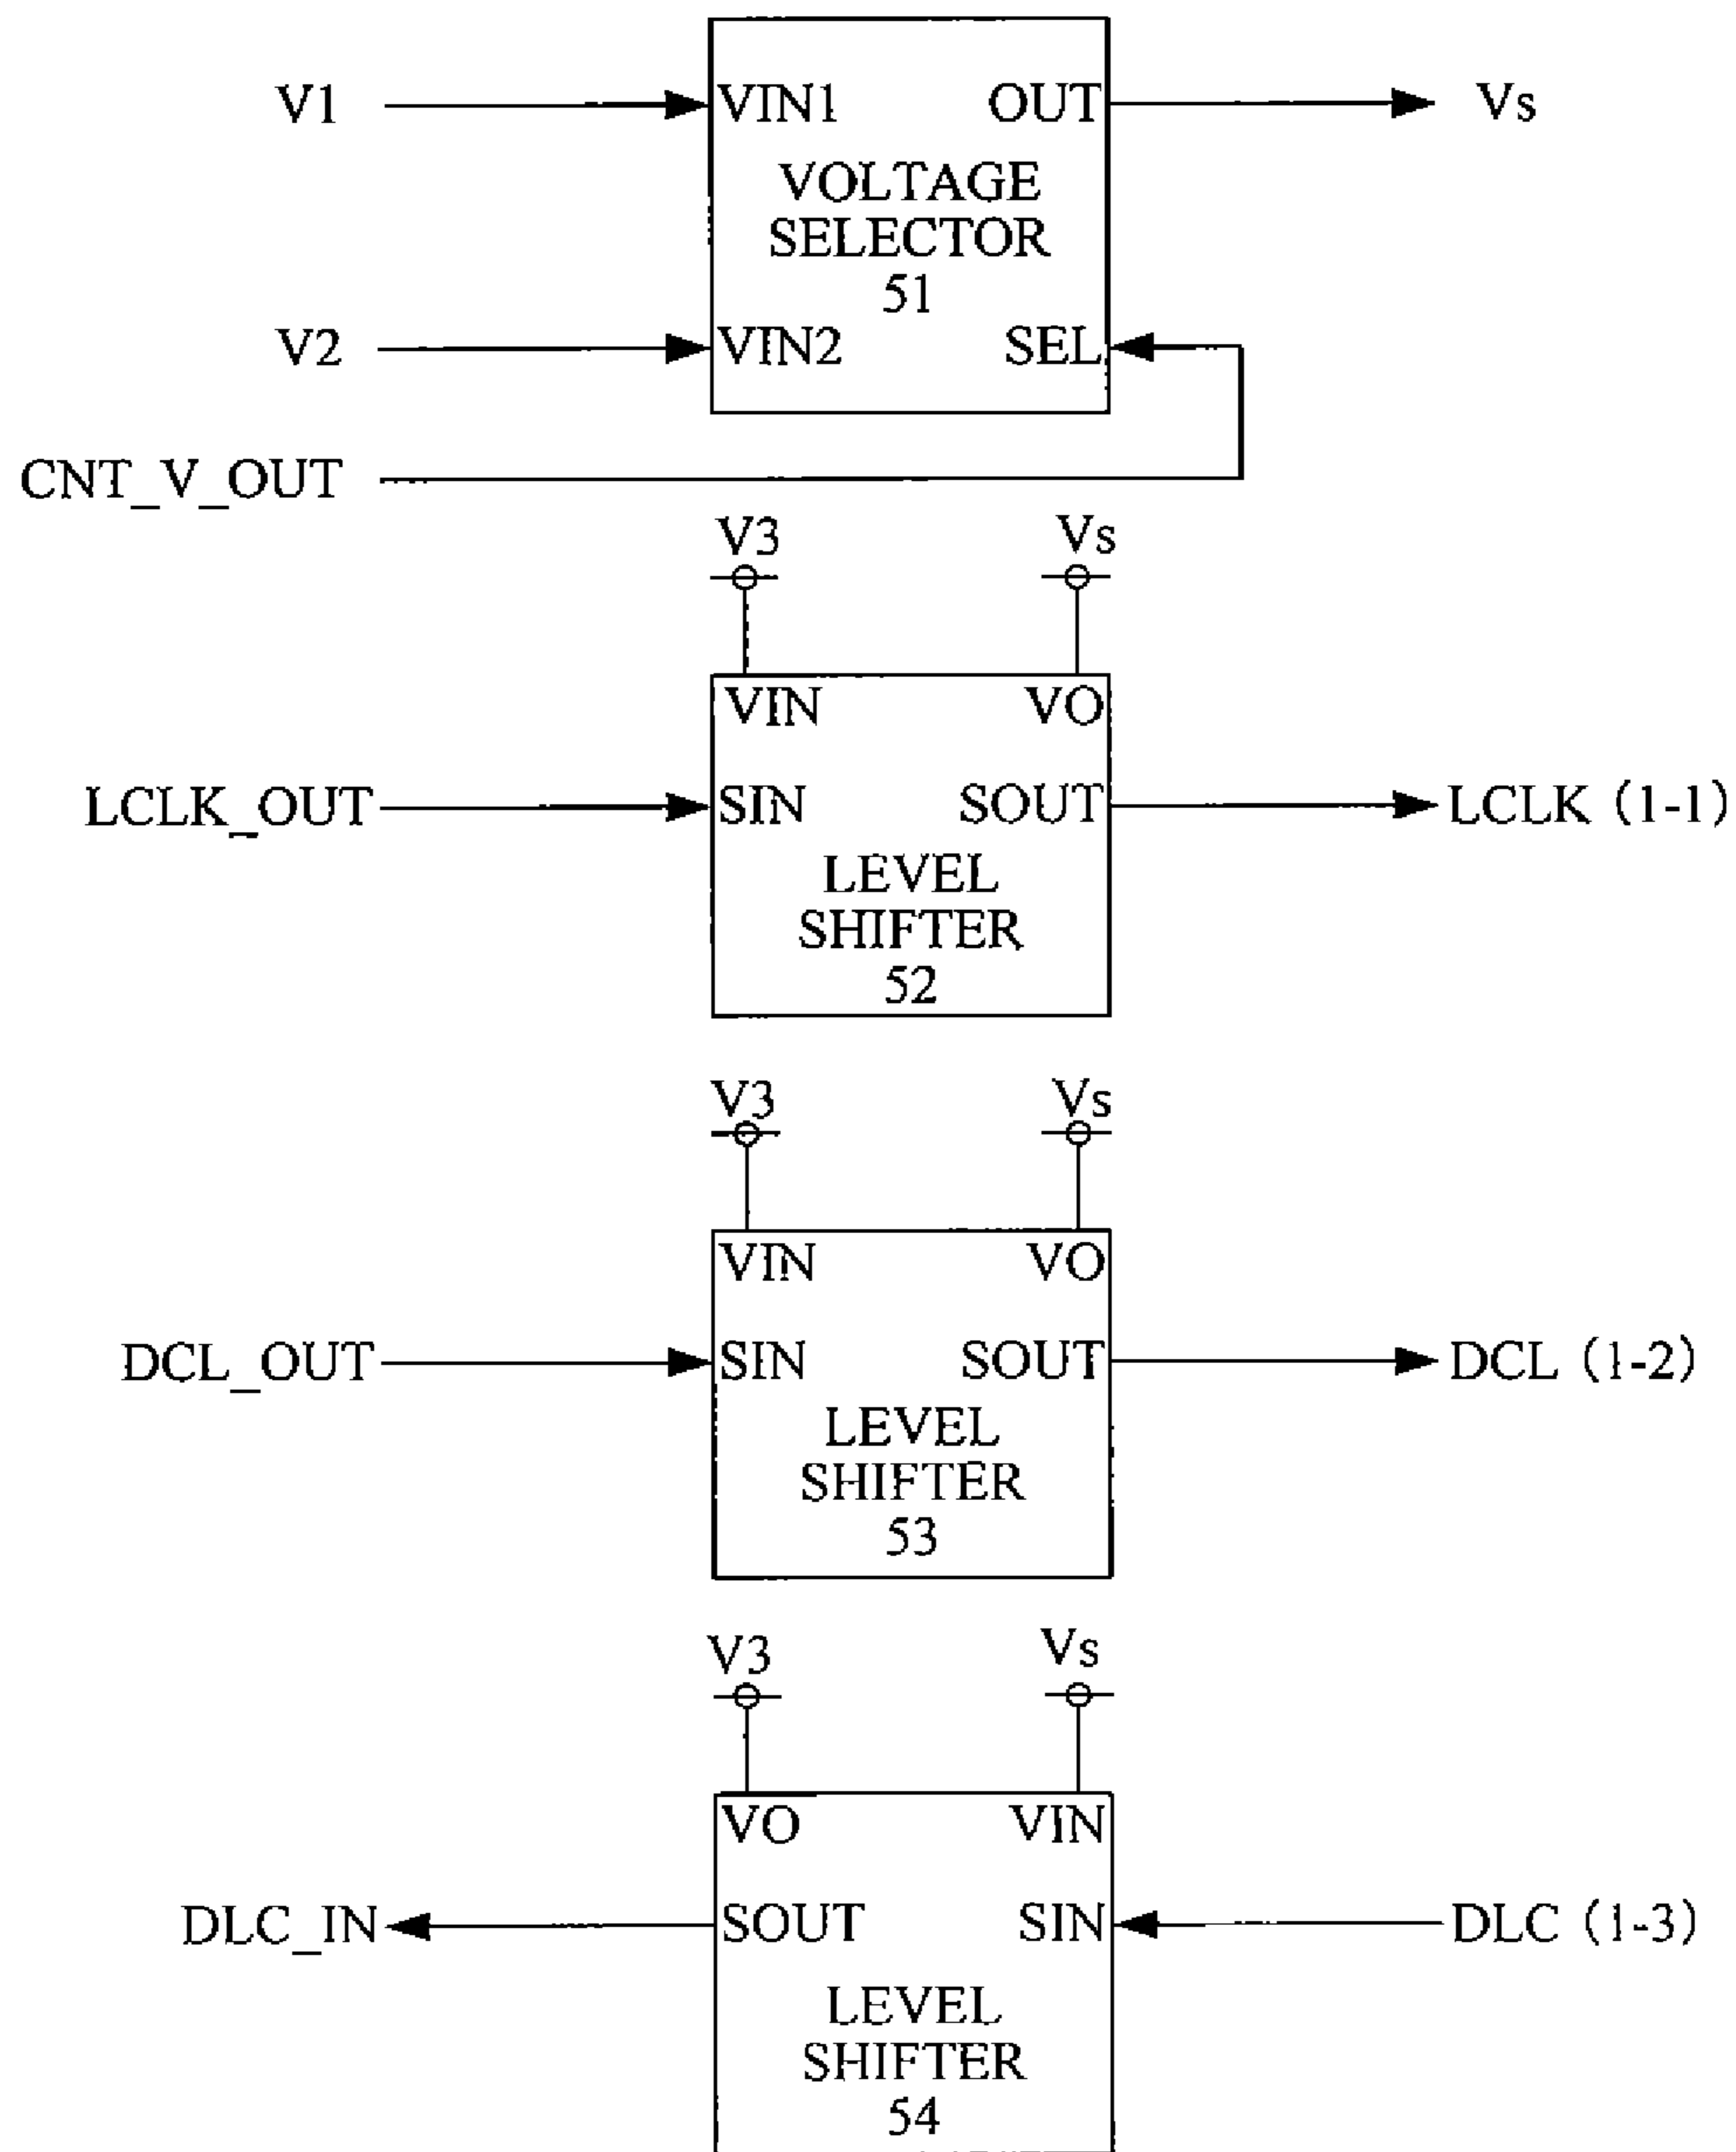 V1 VIN1 OUT Vs
VOLTAGE
SELECTOR
51
V2 VIN2 SEL
CNT_V_OUT
V3 Vs
VIN VO
LCLK_OUT SIN SOUT LCLK (1-1)
LEVEL
SHIFTER
52
V3 Vs
VIN VO
DCL_OUT SIN SOUT DCL (1-2)
LEVEL
SHIFTER
53
V3 Vs
VO VIN
DLC_IN SOUT SIN DLC (1-3)
LEVEL
SHIFTER
54